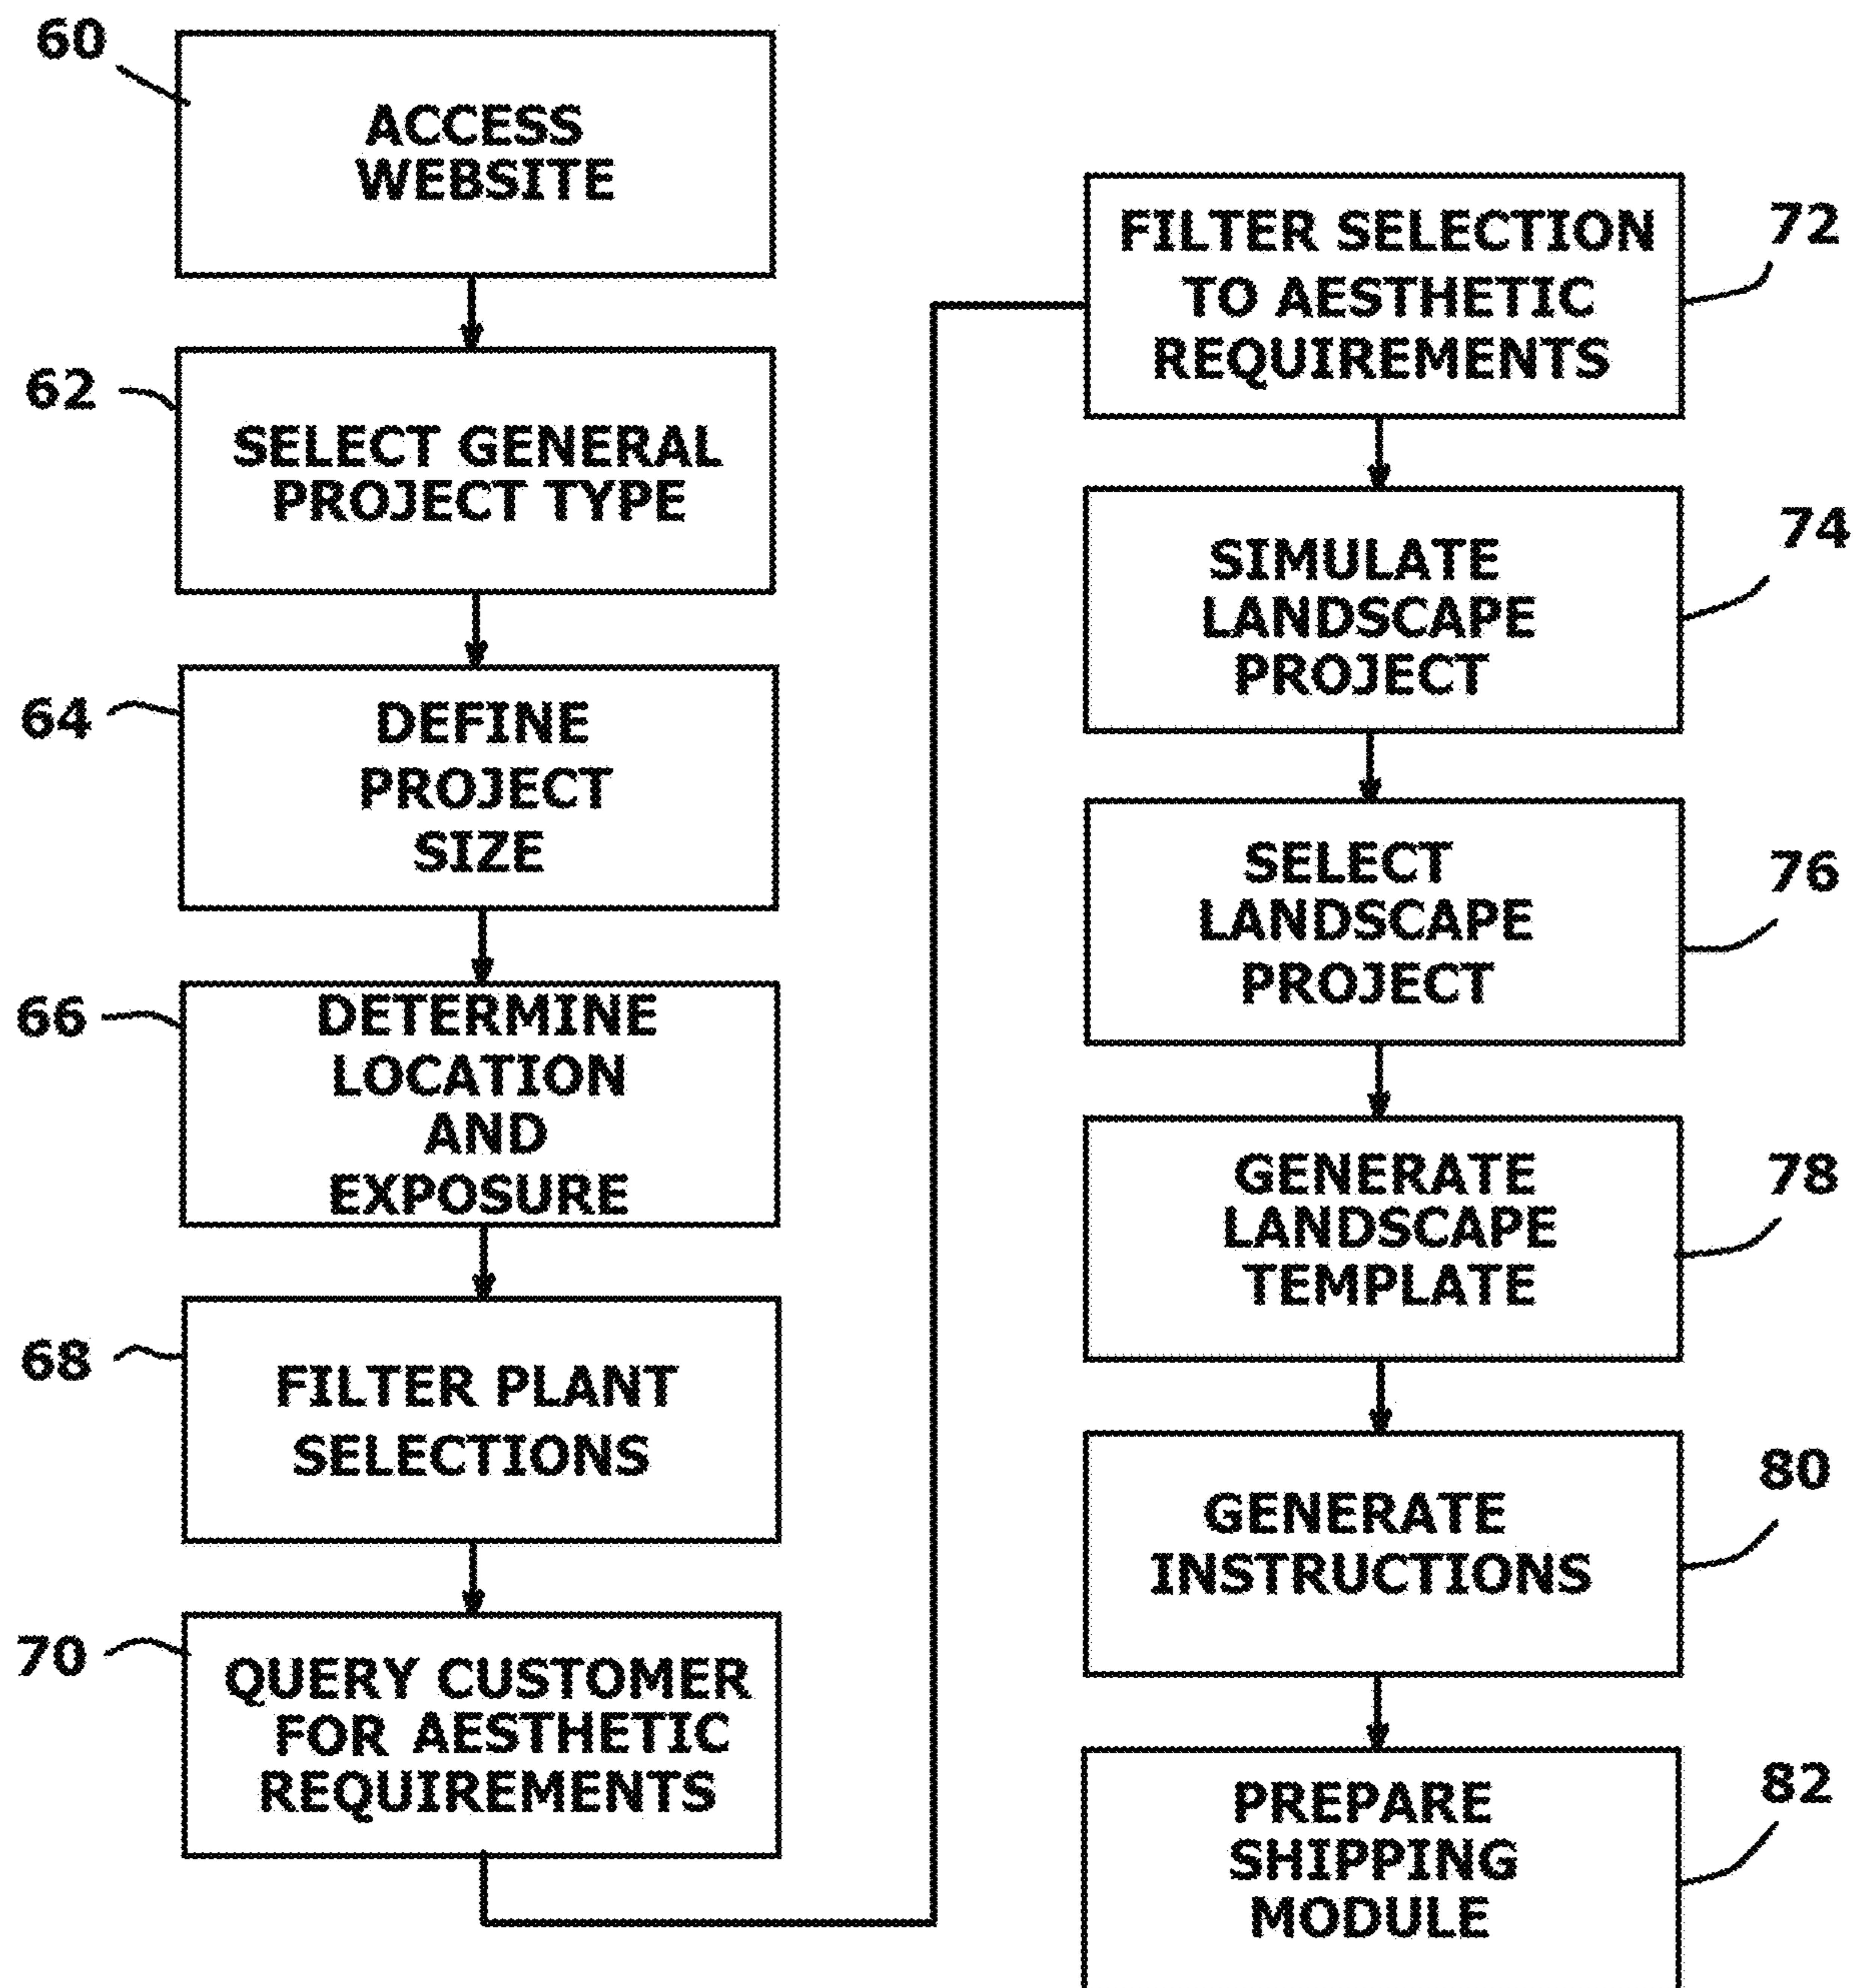 60
ACCESS
WEBSITE
62
SELECT GENERAL
PROJECT TYPE
64
DEFINE
PROJECT
SIZE
66
DETERMINE
LOCATION
AND
EXPOSURE
68
FILTER PLANT
SELECTIONS
70
QUERY CUSTOMER
FOR AESTHETIC
REQUIREMENTS
72
FILTER SELECTION
TO AESTHETIC
REQUIREMENTS
74
SIMULATE
LANDSCAPE
PROJECT
76
SELECT
LANDSCAPE
PROJECT
78
GENERATE
LANDSCAPE
TEMPLATE
80
GENERATE
INSTRUCTIONS
82
PREPARE
SHIPPING
MODULE